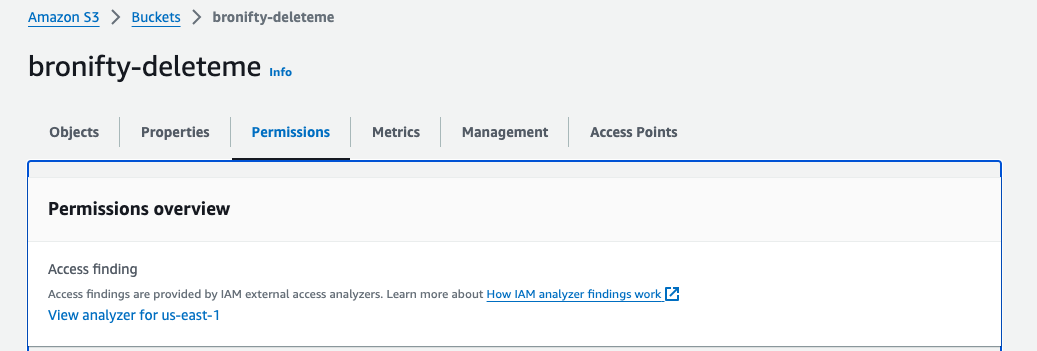 Amazon S3 > Buckets > bronifty-deleteme
bronifty-deleteme Info
Objects Properties Permissions Metrics Management Access Points
Permissions overview
Access finding
Access findings are provided by IAM external access analyzers. Learn more about How IAM analyzer findings work
View analyzer for us-east-1